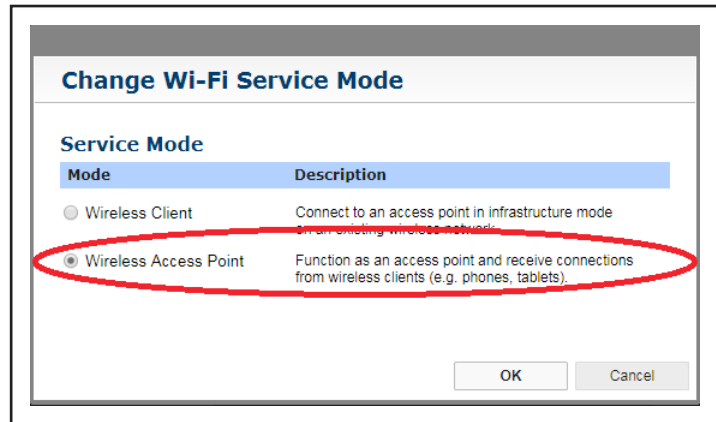 Change Wi-Fi Service Mode
Service Mode
Mode Description
Wireless Client Connect to an access point in infrastructure mode
on an existing wireless network.
Wireless Access Point Function as an access point and receive connections
from wireless clients (e.g. phones, tablets).
OK Cancel